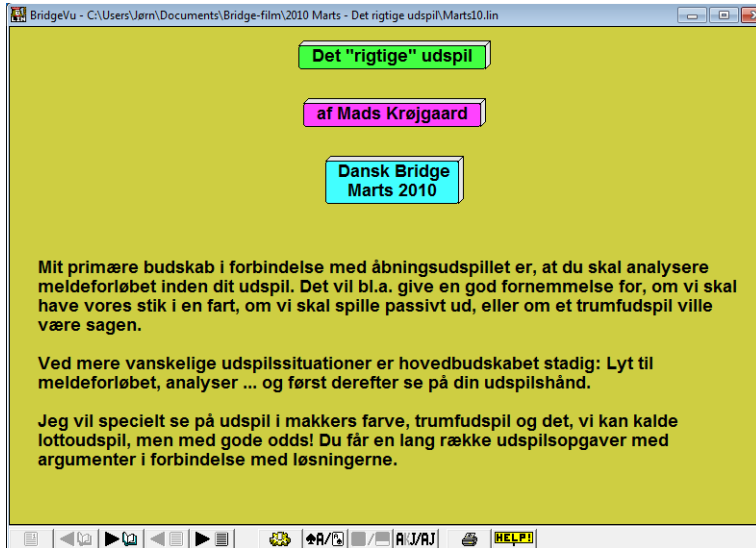 BridgeVu - C:\Users\Jørn\Documents\Bridge-film\2010 Marts - Det rigtige udspil\Marts10.lin
Det "rigtige" udspil
af Mads Krøjgaard
Dansk Bridge
Marts 2010
Mit primære budskab i forbindelse med åbningsudspillet er, at du skal analysere
meldeforløbet inden dit udspil. Det vil bl.a. give en god fornemmelse for, om vi skal
have vores stik i en fart, om vi skal spille passivt ud, eller om et trumfudspil ville
være sagen.
Ved mere vanskelige udspilssituationer er hovedbudskabet stadig: Lyt til
meldeforløbet, analyser ... og først derefter se på din udspilshånd.
Jeg vil specielt se på udspil i makkers farve, trumfudspil og det, vi kan kalde
lottoudspil, men med gode odds! Du får en lang række udspilsopgaver med
argumenter i forbindelse med løsningerne.
HELP!